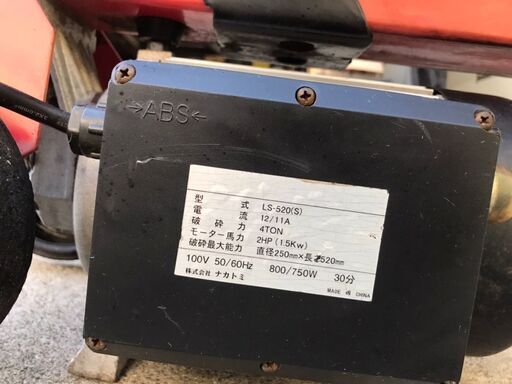 →ABS←
型 式 LS-520(S)
電 流 12/11A
破 砕 力 4TON
モーター馬力 2HP (1.5Kw)
破砕最大能力 直径250mm×長さ520mm
100V 50/60Hz 800/750W 30分
株式会社 ナカトミ
MADE IN CHINA